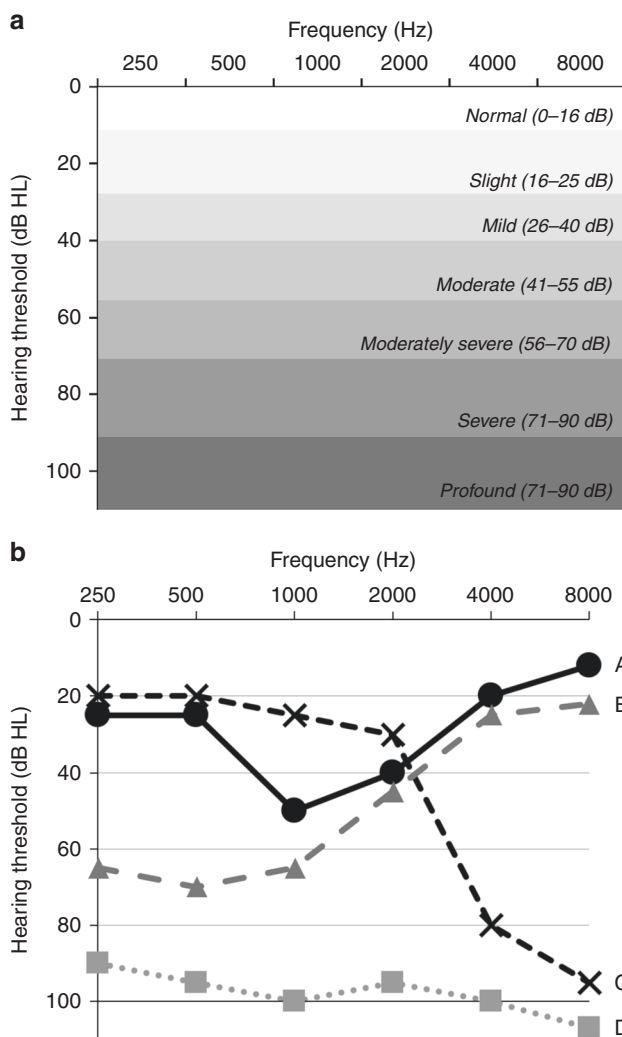 a
Frequency (Hz)
250 500 1000 2000 4000 8000
Hearing threshold (dB HL)
0
20
40
60
80
100
Normal (0–16 dB)
Slight (16–25 dB)
Mild (26–40 dB)
Moderate (41–55 dB)
Moderately severe (56–70 dB)
Severe (71–90 dB)
Profound (71–90 dB)
b
Frequency (Hz)
250 500 1000 2000 4000 8000
Hearing threshold (dB HL)
0
20
40
60
80
100
A
B
C
D